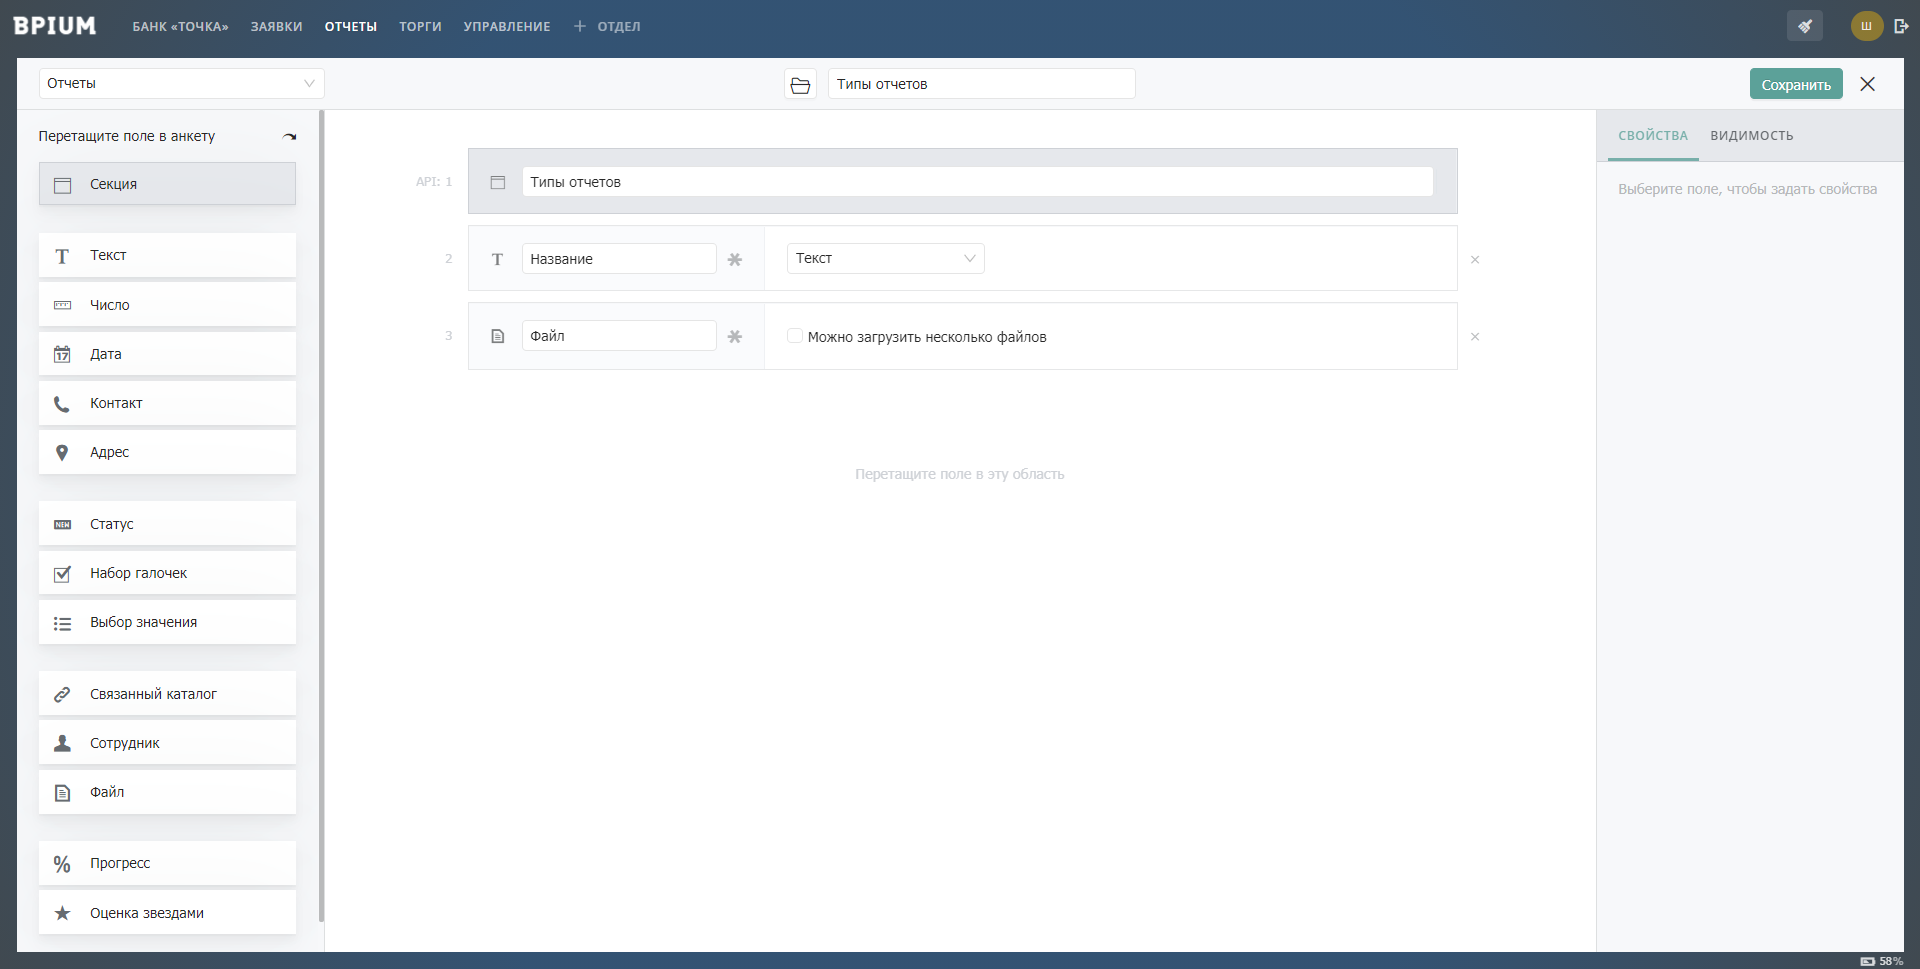 BPIUM БАНК «ТОЧКА» ЗАЯВКИ ОТЧЕТЫ ТОРГИ УПРАВЛЕНИЕ + ОТДЕЛ Ш
Отчеты Типы отчетов Сохранить
Перетащите поле в анкету
Секция
Текст
Число
17 Дата
Контакт
Адрес
NEW Статус
Набор галочек
Выбор значения
Связанный каталог
Сотрудник
Файл
% Прогресс
Оценка звездами
API: 1 Типы отчетов
2 T Название Текст
3 Файл Можно загрузить несколько файлов
Перетащите поле в эту область
СВОЙСТВА ВИДИМОСТЬ
Выберите поле, чтобы задать свойства
58%